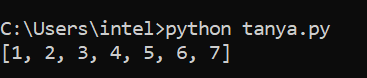 C:\Users\intel>python tanya.py
[1, 2, 3, 4, 5, 6, 7]